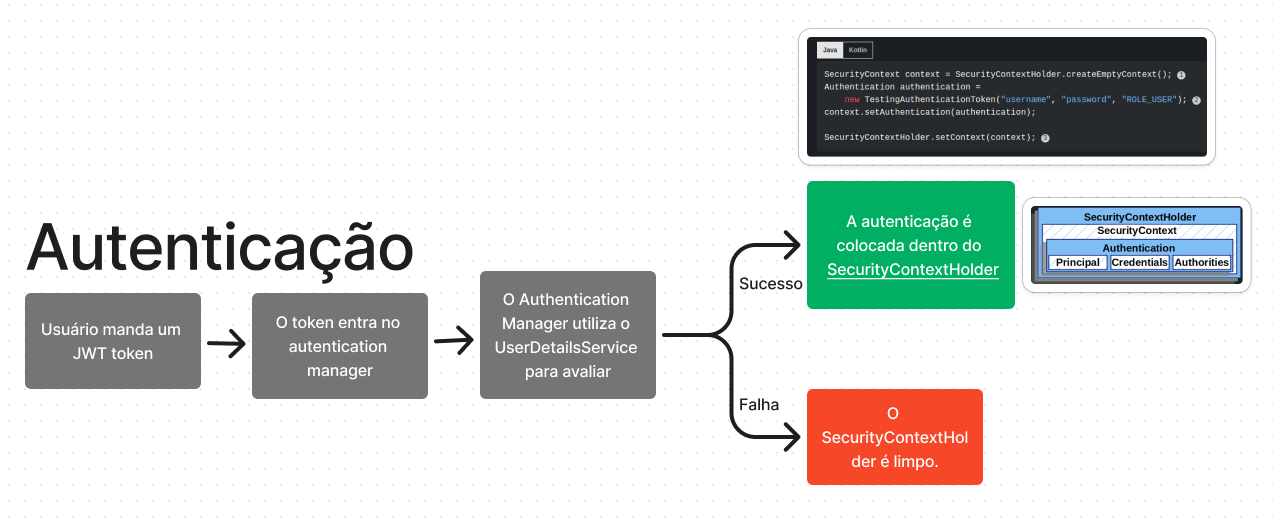 Java Kotlin
SecurityContext context = SecurityContextHolder.createEmptyContext(); 1
Authentication authentication =
new TestingAuthenticationToken("username", "password", "ROLE_USER"); 2
context.setAuthentication(authentication);
SecurityContextHolder.setContext(context); 3
Autenticação
Usuário manda um
JWT token
O token entra no
autentication
manager
O Authentication
Manager utiliza o
UserDetailsService
para avaliar
Sucesso
A autenticação é
colocada dentro do
SecurityContextHolder
SecurityContextHolder
SecurityContext
Authentication
Principal Credentials Authorities
Falha
O
SecurityContextHol
der é limpo.